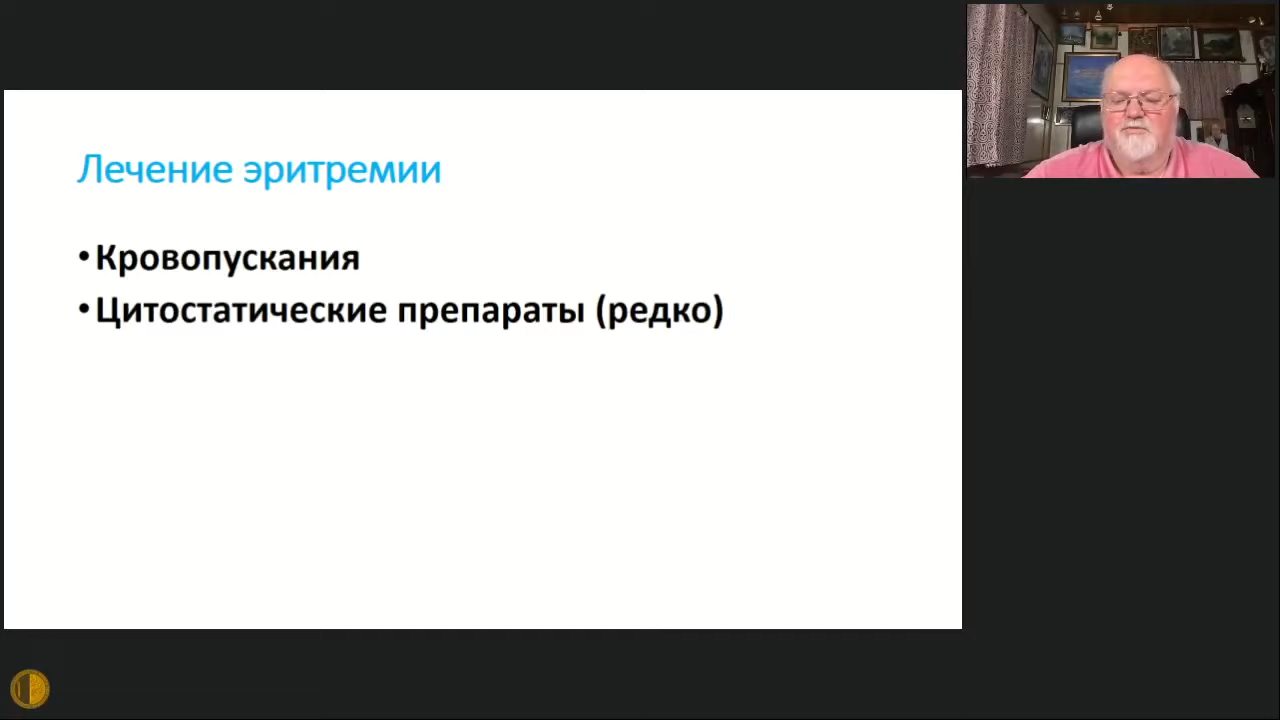 Лечение эритремии
•Кровопускания
•Цитостатические препараты (редко)